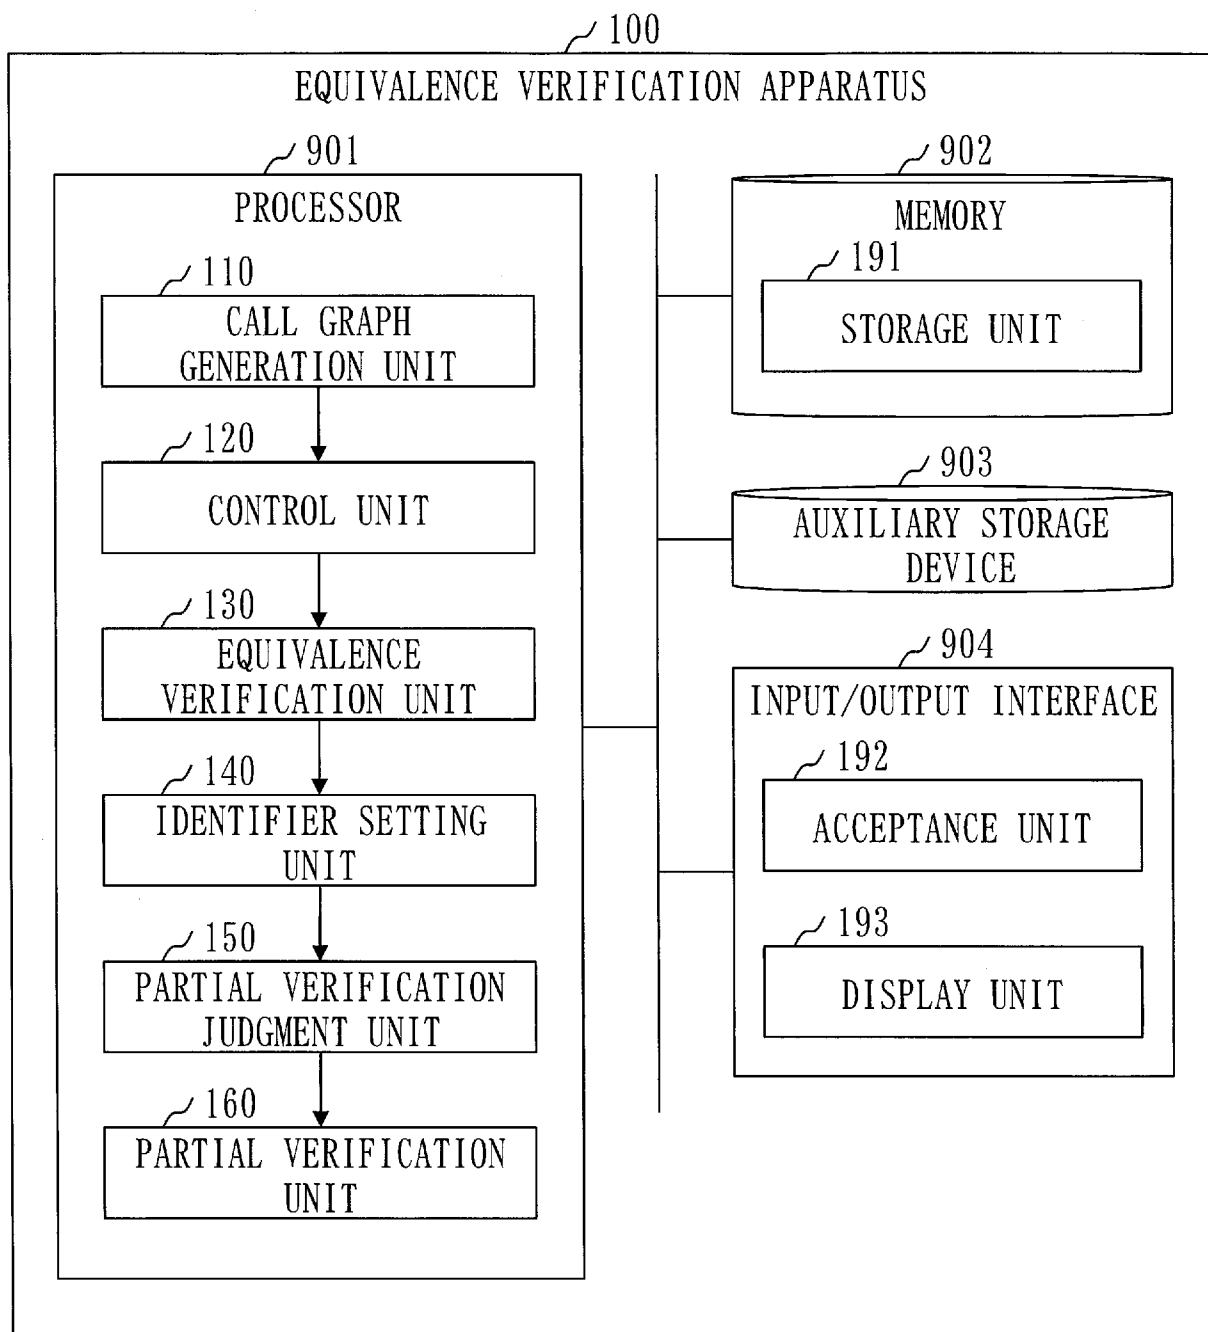 100
EQUIVALENCE VERIFICATION APPARATUS
901
PROCESSOR
110
CALL GRAPH
GENERATION UNIT
120
CONTROL UNIT
130
EQUIVALENCE
VERIFICATION UNIT
140
IDENTIFIER SETTING
UNIT
150
PARTIAL VERIFICATION
JUDGMENT UNIT
160
PARTIAL VERIFICATION
UNIT
902
MEMORY
191
STORAGE UNIT
903
AUXILIARY STORAGE
DEVICE
904
INPUT/OUTPUT INTERFACE
192
ACCEPTANCE UNIT
193
DISPLAY UNIT